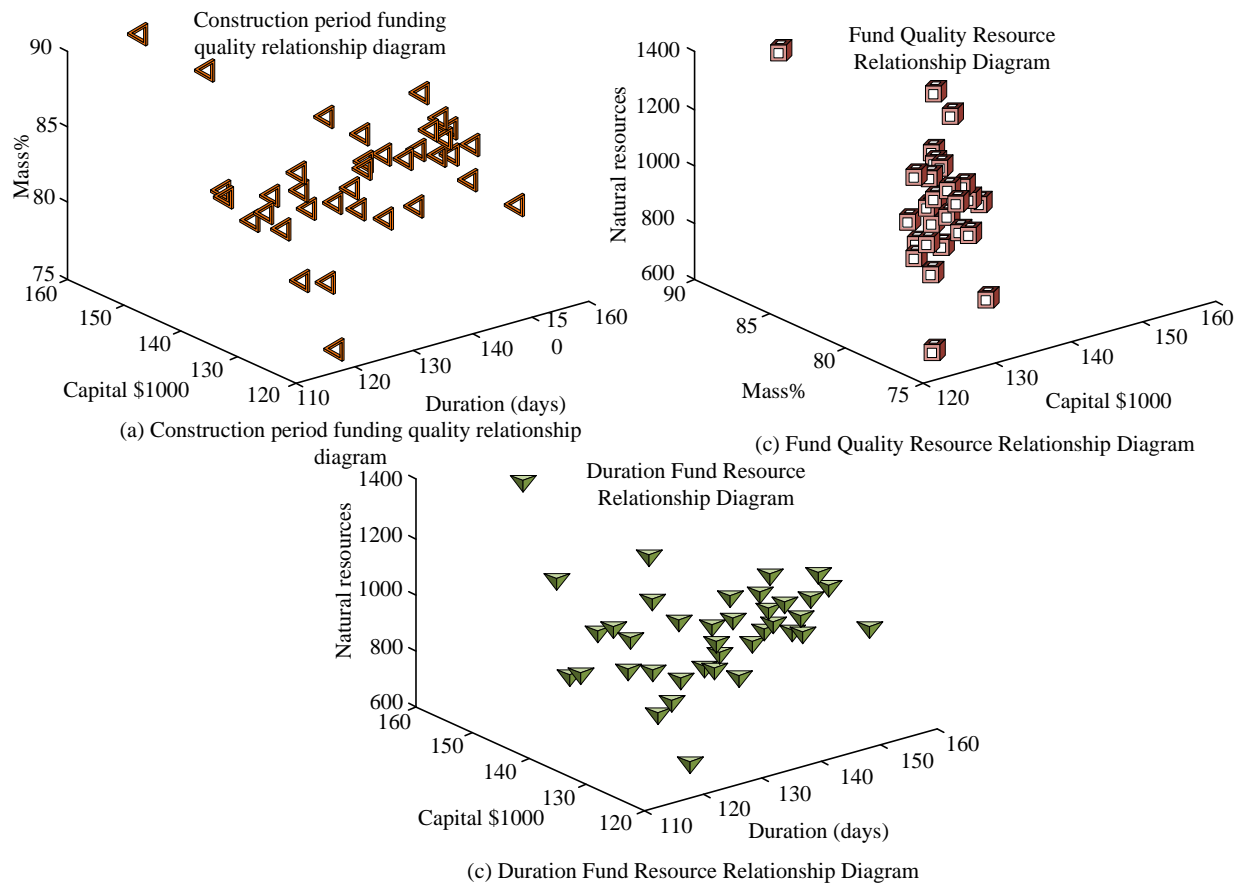 Construction period funding
quality relationship diagram
90
85
80
75
Mass%
160
150
140
130
120
Capital $1000
110
120
130
140
15
0
160
Duration (days)
(a) Construction period funding quality relationship
diagram
Fund Quality Resource
Relationship Diagram
1400
1200
1000
800
600
Natural resources
90
85
80
75
Mass%
120
130
140
150
160
Capital $1000
(c) Fund Quality Resource Relationship Diagram
Duration Fund Resource
Relationship Diagram
1400
1200
1000
800
600
Natural resources
160
150
140
130
120
Capital $1000
110
120
130
140
150
160
Duration (days)
(c) Duration Fund Resource Relationship Diagram